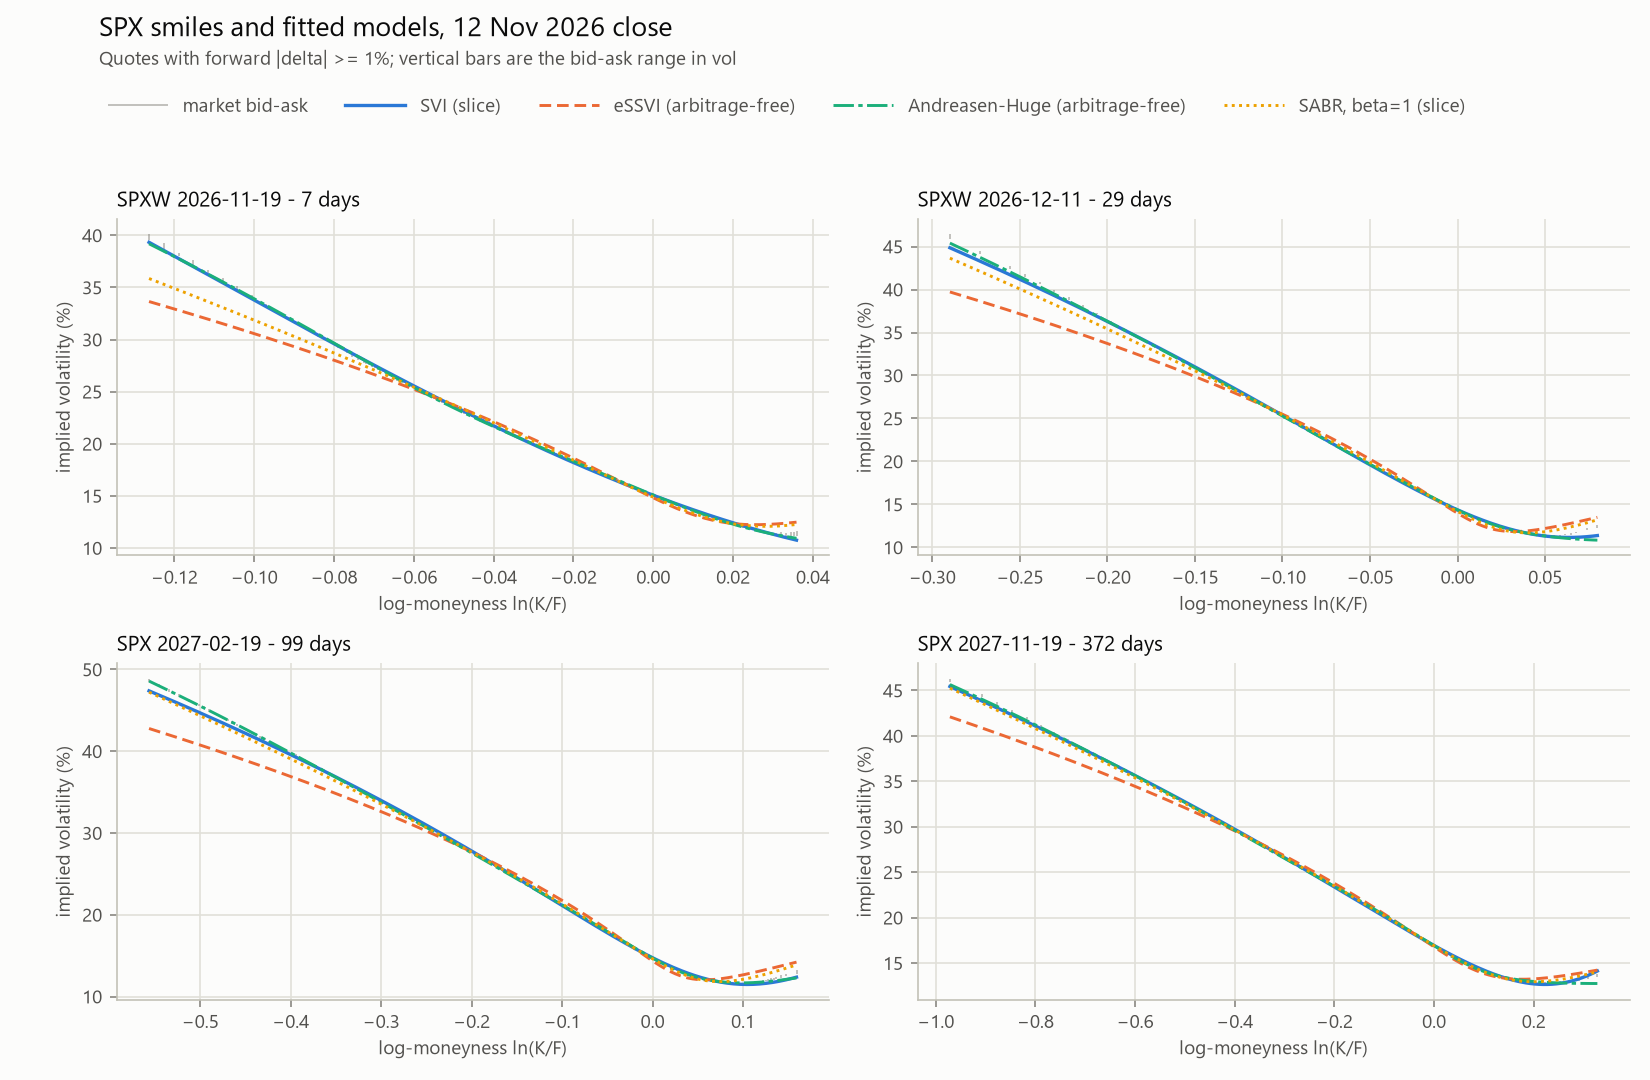 SPX smiles and fitted models, 12 Nov 2026 close
Quotes with forward |delta| >= 1%; vertical bars are the bid-ask range in vol
market bid-ask SVI (slice) eSSVI (arbitrage-free) Andreasen-Huge (arbitrage-free) SABR, beta=1 (slice)
SPXW 2026-11-19 - 7 days
implied volatility (%)
40
35
30
25
20
15
10
−0.12 −0.10 −0.08 −0.06 −0.04 −0.02 0.00 0.02 0.04
log-moneyness ln(K/F)
SPXW 2026-12-11 - 29 days
implied volatility (%)
45
40
35
30
25
20
15
10
−0.30 −0.25 −0.20 −0.15 −0.10 −0.05 0.00 0.05
log-moneyness ln(K/F)
SPX 2027-02-19 - 99 days
implied volatility (%)
50
40
30
20
10
−0.5 −0.4 −0.3 −0.2 −0.1 0.0 0.1
log-moneyness ln(K/F)
SPX 2027-11-19 - 372 days
implied volatility (%)
45
40
35
30
25
20
15
−1.0 −0.8 −0.6 −0.4 −0.2 0.0 0.2
log-moneyness ln(K/F)